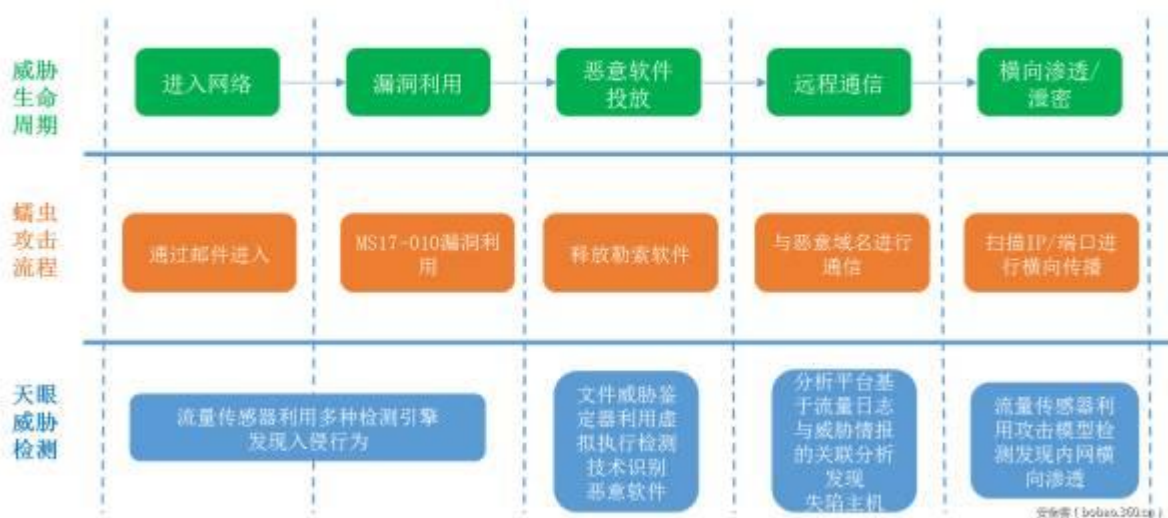 威胁
生命
周期
进入网络
漏洞利用
恶意软件
投放
远程通信
横向渗透/
泄密
蠕虫
攻击
流程
通过邮件进入
MS17-010漏洞利
用
释放勒索软件
与恶意域名进行
通信
扫描IP/端口进
行横向传播
天眼
威胁
检测
流量传感器利用多种检测引擎
发现入侵行为
文件威胁鉴
定器利用虚
拟执行检测
技术识别
恶意软件
分析平台基
于流量日志
与威胁情报
的关联分析
发现
失陷主机
流量传感器利
用攻击模型检
测发现内网横
向渗透
安全客 ( bobao.360.cn )